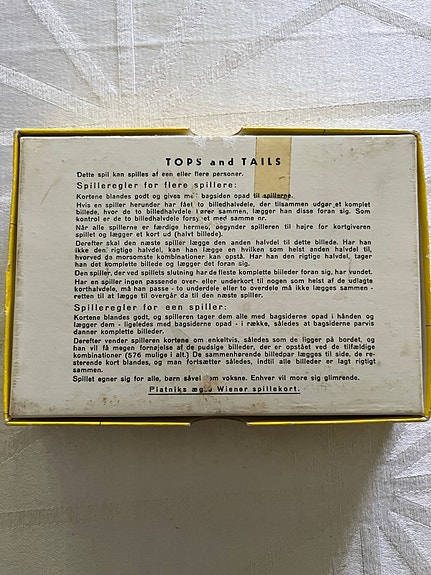 TOPS and TAILS
Dette spil kan spilles af een eller flere personer.
Spilleregler for flere spillere:
Kortene blandes godt og gives med bagsiden opad til spillerne.
Hvis en spiller herunder har fået to billedhalvdele, der tilsammen udgør et komplet
billede, hvor de to billedhalvdele hører sammen, lægger han disse foran sig. Som
kontrol er de to billedhalvdele forsynet med samme nr.
Når alle spillerne er færdige hermed, begynder spilleren til højre for kortgiveren
spillet og lægger et kort ud (halvt billede).
Derefter skal den næste spiller lægge den anden halvdel til dette billede. Har han
ikke den rigtige halvdel, kan han lægge en hvilken som helst anden halvdel til,
hvorved de morsomste kombinationer kan opstå. Har han den rigtige halvdel, tager
han det komplette billede og lægger det foran sig.
Den spiller, der ved spillets slutning har de fleste komplette billeder foran sig, har vundet.
Har en spiller ingen passende over- eller underkort til nogen som helst af de udlagte
korthalvdele, må han passe - to underdele eller to overdele må ikke lægges sammen -
retten til at lægge til overgår da til den næste spiller.
Spilleregler for een spiller:
Kortene blandes godt, og spilleren tager dem alle med bagsiderne opad i hånden og
lægger dem - ligeledes med bagsiderne opad - i række, således at bagsiderne parvis
danner komplette billeder.
Derefter vender spilleren kortene om enkeltvis, således som de ligger på bordet, og
han vil få megen fornøjelse af de pudsige billeder, der er opstået ved de tilfældige
kombinationer (576 mulige i alt.) De sammenhørende billedpar lægges til side, de re-
sterende kort blandes, og man fortsætter således, indtil alle billeder er lagt rigtigt
sammen.
Spillet egner sig for alle, børn såvel som voksne. Enhver vil more sig glimrende.
Piatniks ægte Wiener spillekort.